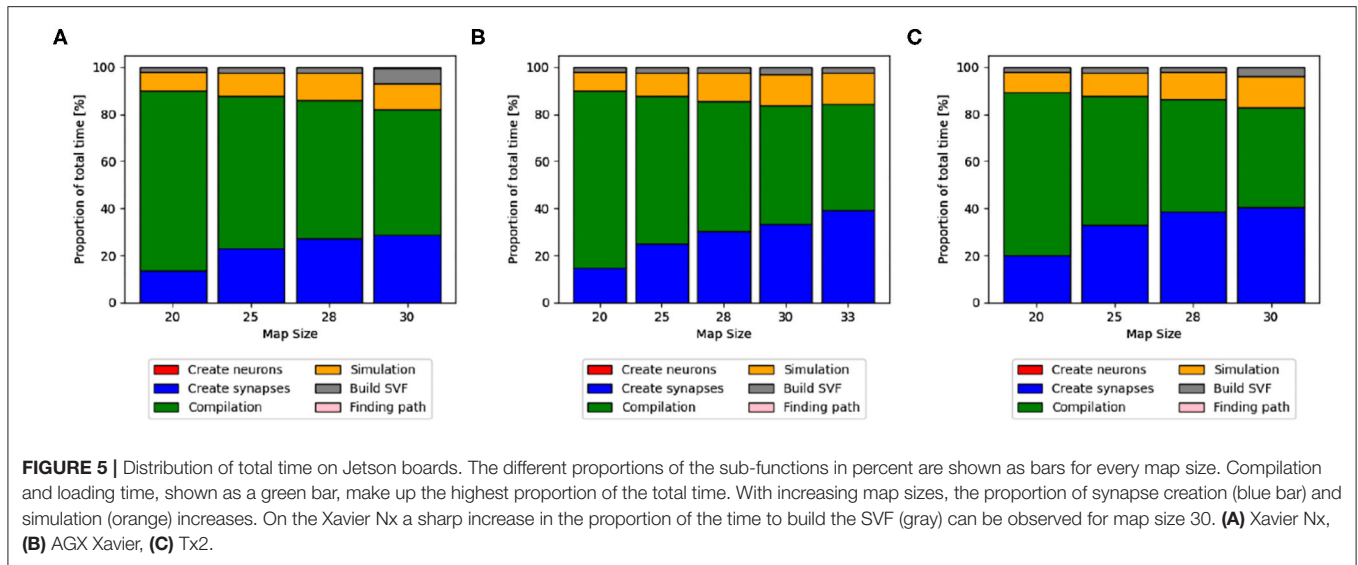 A
Proportion of total time [%]
100
80
60
40
20
0
20 25 28 30
Map Size
Create neurons Simulation
Create synapses Build SVF
Compilation Finding path
B
Proportion of total time [%]
100
80
60
40
20
0
20 25 28 30 33
Map Size
Create neurons Simulation
Create synapses Build SVF
Compilation Finding path
C
Proportion of total time [%]
100
80
60
40
20
0
20 25 28 30
Map Size
Create neurons Simulation
Create synapses Build SVF
Compilation Finding path
FIGURE 5 | Distribution of total time on Jetson boards. The different proportions of the sub-functions in percent are shown as bars for every map size. Compilation
and loading time, shown as a green bar, make up the highest proportion of the total time. With increasing map sizes, the proportion of synapse creation (blue bar) and
simulation (orange) increases. On the Xavier Nx a sharp increase in the proportion of the time to build the SVF (gray) can be observed for map size 30. (A) Xavier Nx,
(B) AGX Xavier, (C) Tx2.